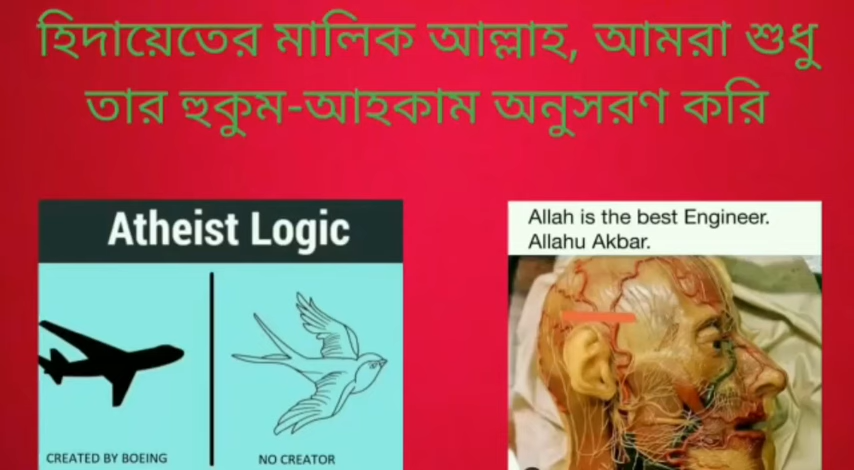 হিদায়েতের মালিক আল্লাহ, আমরা শুধু
তার হুকুম-আহকাম অনুসরণ করি
Atheist Logic
CREATED BY BOEING
NO CREATOR
Allah is the best Engineer.
Allahu Akbar.